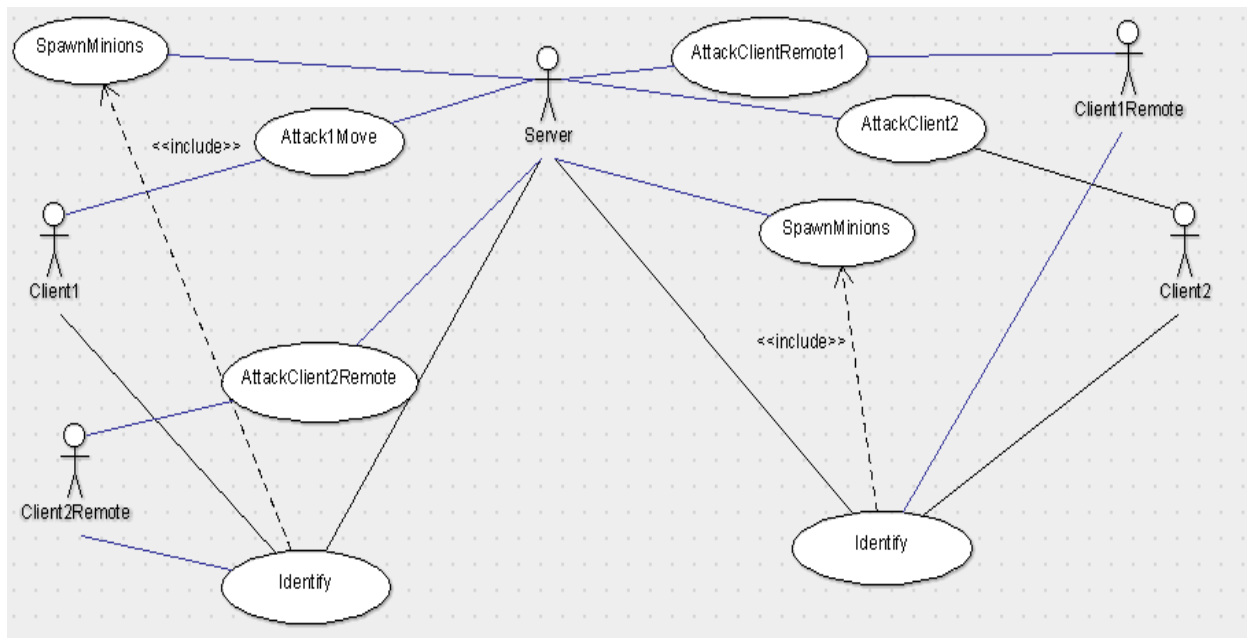 SpawnMinions
AttackClientRemote1
Client1Remote
Attack1Move
Server
AttackClient2
<<include>>
SpawnMinions
Client1
Client2
<<include>>
AttackClient2Remote
Client2Remote
Identify
Identify